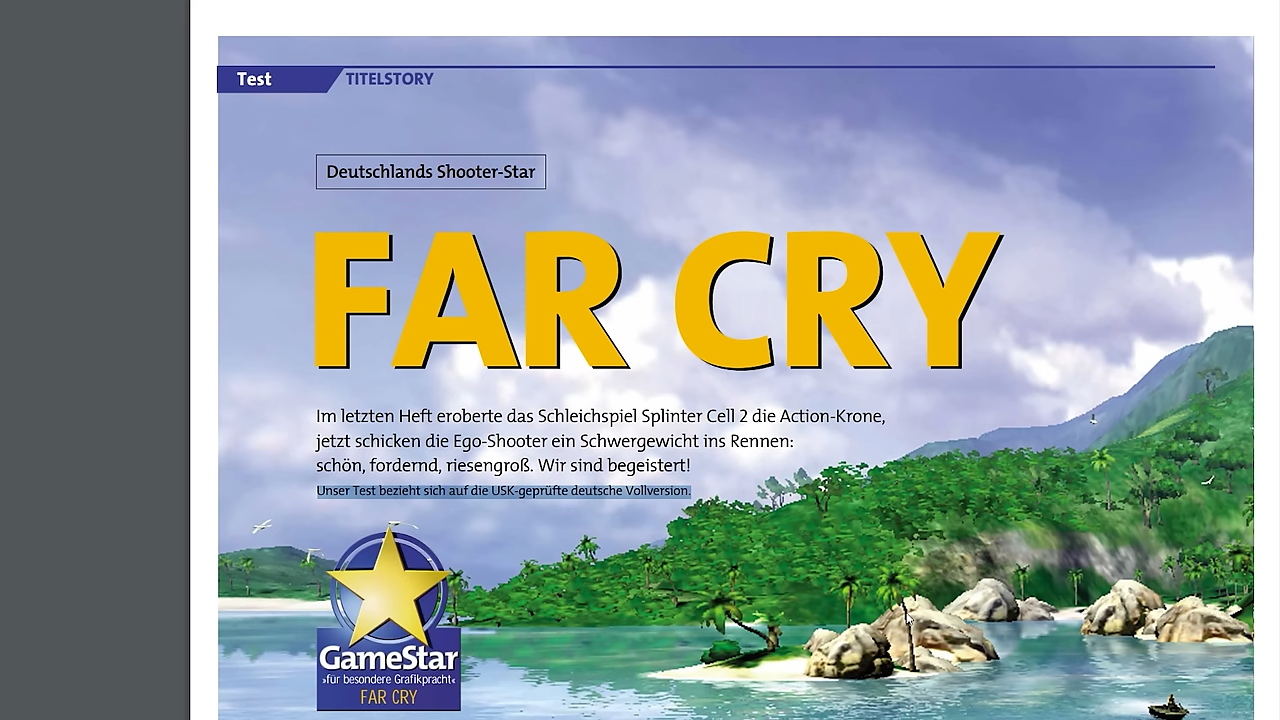 Test
TITELSTORY
Deutschlands Shooter-Star
FAR CRY
Im letzten Heft eroberte das Schleichspiel Splinter Cell 2 die Action-Krone,
jetzt schicken die Ego-Shooter ein Schwergewicht ins Rennen:
schön, fordernd, riesengroß. Wir sind begeistert!
Unser Test bezieht sich auf die USK-geprüfte deutsche Vollversion.
GameStar
»für besondere Grafikpracht«
FAR CRY